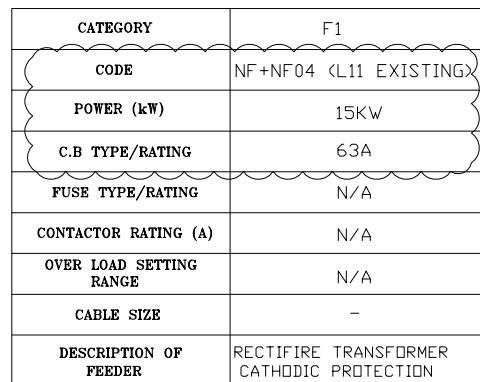 CATEGORY F1
CODE NF+NF04 (L11 EXISTING)
POWER (kW) 15KW
C.B TYPE/RATING 63A
FUSE TYPE/RATING N/A
CONTACTOR RATING (A) N/A
OVER LOAD SETTING
RANGE N/A
CABLE SIZE -
DESCRIPTION OF
FEEDER
RECTIFIRE TRANSFORMER
CATHODIC PROTECTION